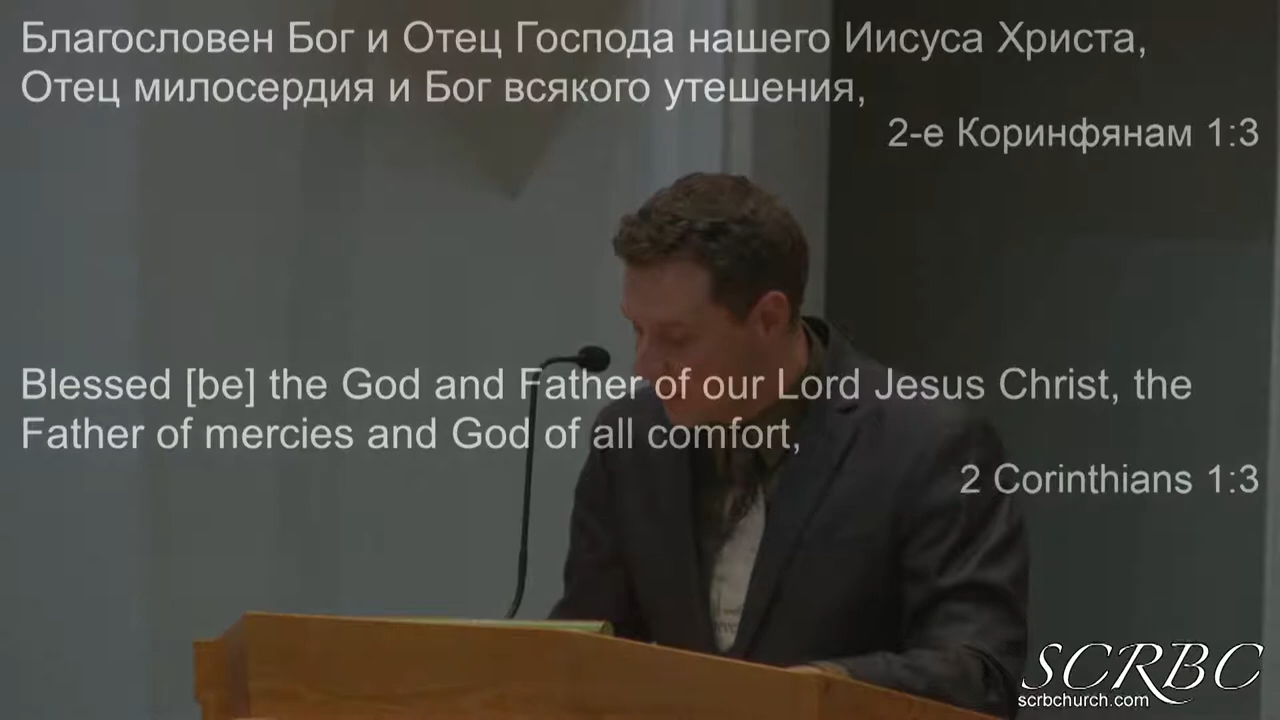 Благословен Бог и Отец Господа нашего Иисуса Христа,
Отец милосердия и Бог всякого утешения,
2-е Коринфянам 1:3
Blessed [be] the God and Father of our Lord Jesus Christ, the
Father of mercies and God of all comfort,
2 Corinthians 1:3
SCRBC
scrbchurch.com